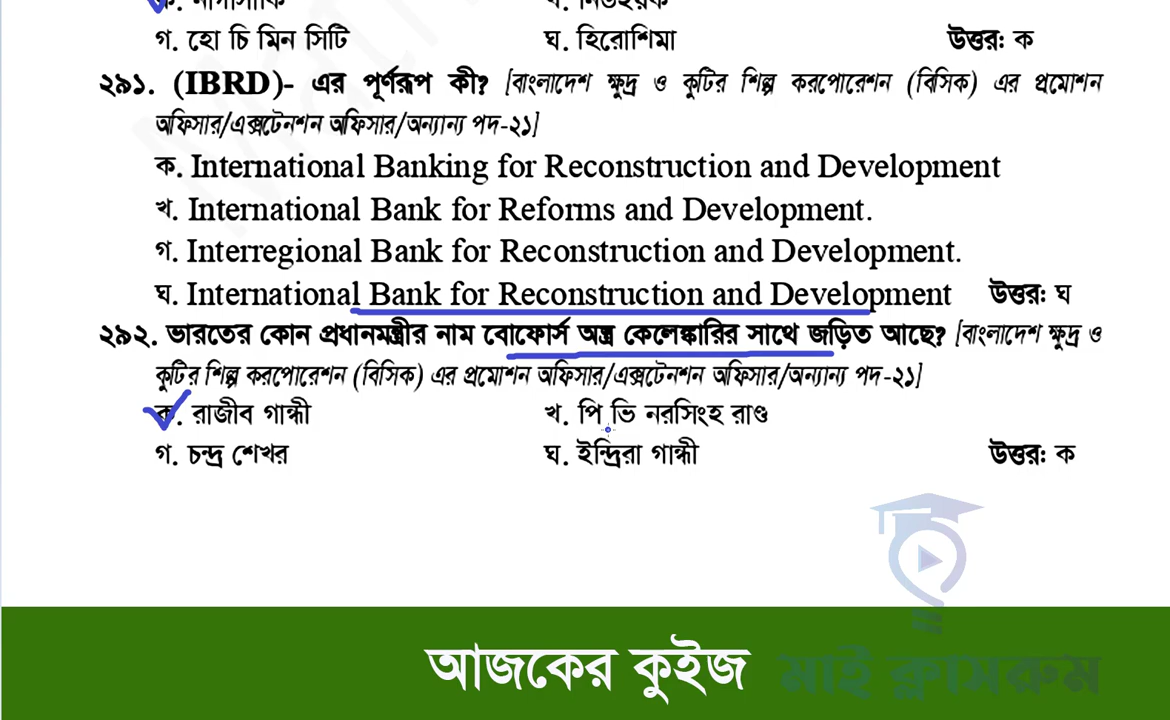 ক. নাগাসাকি খ. নিউইয়র্ক
গ. হো চি মিন সিটি ঘ. হিরোশিমা উত্তর: ক
২৯১. (IBRD)- এর পূর্ণরূপ কী? [বাংলাদেশ ক্ষুদ্র ও কুটির শিল্প করপোরেশন (বিসিক) এর প্রমোশন
অফিসার/এক্সটেনশন অফিসার/অন্যান্য পদ-২১]
ক. International Banking for Reconstruction and Development
খ. International Bank for Reforms and Development.
গ. Interregional Bank for Reconstruction and Development.
ঘ. International Bank for Reconstruction and Development উত্তর: ঘ
২৯২. ভারতের কোন প্রধানমন্ত্রীর নাম বোফোর্স অস্ত্র কেলেঙ্কারির সাথে জড়িত আছে? [বাংলাদেশ ক্ষুদ্র ও
কুটির শিল্প করপোরেশন (বিসিক) এর প্রমোশন অফিসার/এক্সটেনশন অফিসার/অন্যান্য পদ-২১]
ক. রাজীব গান্ধী খ. পি ভি নরসিংহ রাও
গ. চন্দ্র শেখর ঘ. ইন্দ্রিরা গান্ধী উত্তর: ক
আজকের কুইজ মাই ক্লাসরুম